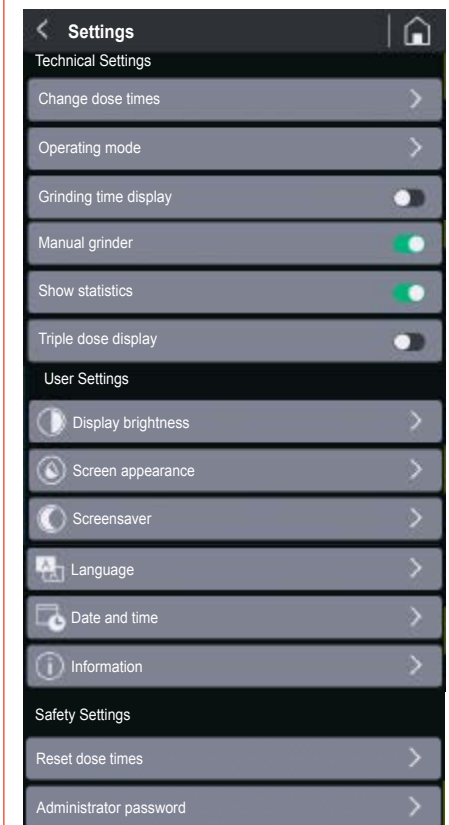 Settings
Technical Settings
Change dose times
Operating mode
Grinding time display
Manual grinder
Show statistics
Triple dose display
User Settings
Display brightness
Screen appearance
Screensaver
Language
Date and time
Information
Safety Settings
Reset dose times
Administrator password